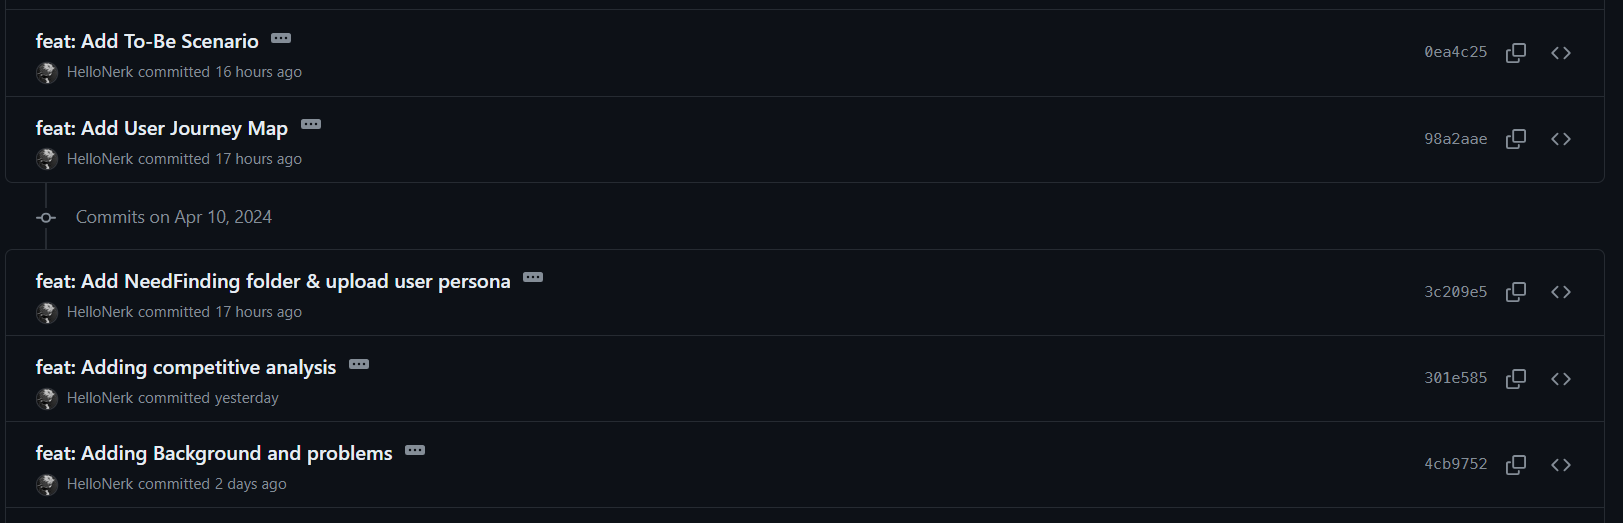 feat: Add To-Be Scenario
HelloNerk committed 16 hours ago
0ea4c25
feat: Add User Journey Map
HelloNerk committed 17 hours ago
98a2aae
Commits on Apr 10, 2024
feat: Add NeedFinding folder & upload user persona
HelloNerk committed 17 hours ago
3c209e5
feat: Adding competitive analysis
HelloNerk committed yesterday
301e585
feat: Adding Background and problems
HelloNerk committed 2 days ago
4cb9752